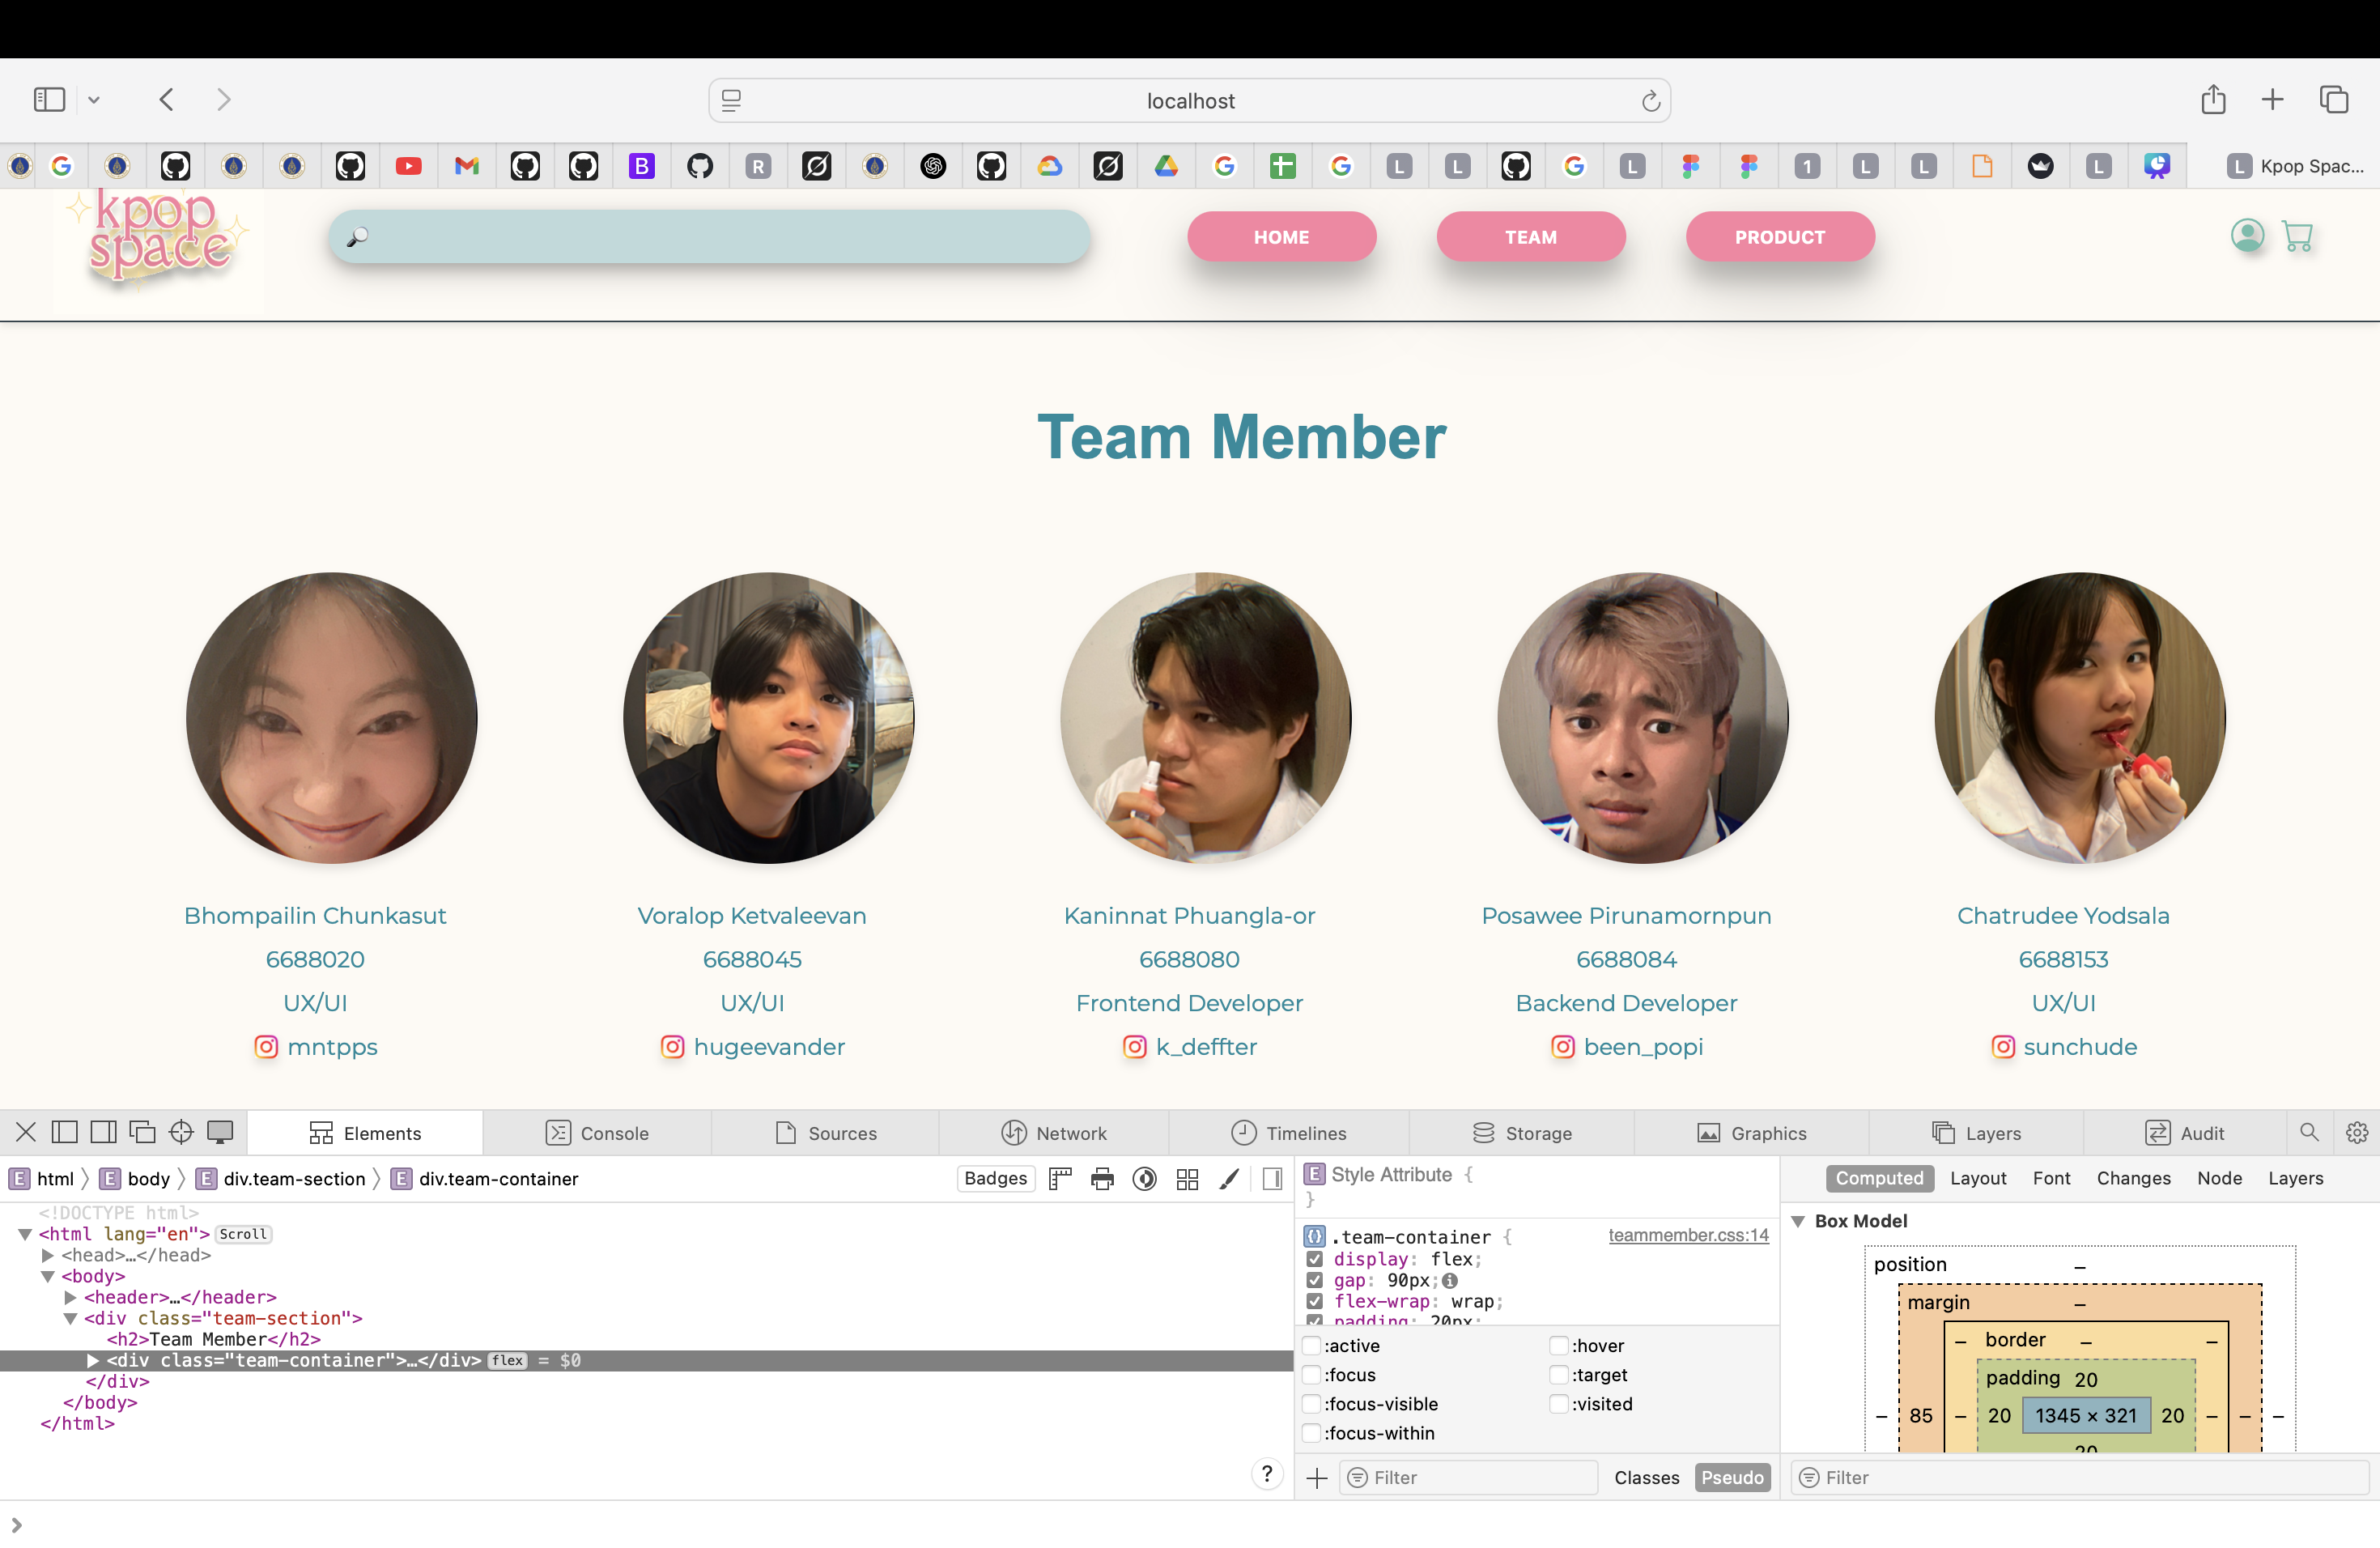 localhost
B
R
L
L
L
1
L
L
L
L Kpop Spac...
kpop
space
HOME
TEAM
PRODUCT
Team Member
Bhompailin Chunkasut
6688020
UX/UI
mntpps
Voralop Ketvaleevan
6688045
UX/UI
hugeevander
Kaninnat Phuangla-or
6688080
Frontend Developer
k_deffter
Posawee Pirunamornpun
6688084
Backend Developer
been_popi
Chatrudee Yodsala
6688153
UX/UI
sunchude
Elements
Console
Sources
Network
Timelines
Storage
Graphics
Layers
Audit
E html E body E div.team-section E div.team-container
Badges
<!DOCTYPE html>
<html lang="en"> Scroll
<head>…</head>
<body>
<header>…</header>
<div class="team-section">
<h2>Team Member</h2>
<div class="team-container">…</div> flex = $0
</div>
</body>
</html>
?
E Style Attribute {
}
.team-container { teammember.css:14
display: flex;
gap: 90px;
flex-wrap: wrap;
padding: 20px;
:active
:hover
:focus
:target
:focus-visible
:visited
:focus-within
Filter
Classes
Pseudo
Computed
Layout
Font
Changes
Node
Layers
Box Model
position –
margin –
– border – –
padding 20
– 85 – 20 1345 × 321 20 – – –
20
Filter